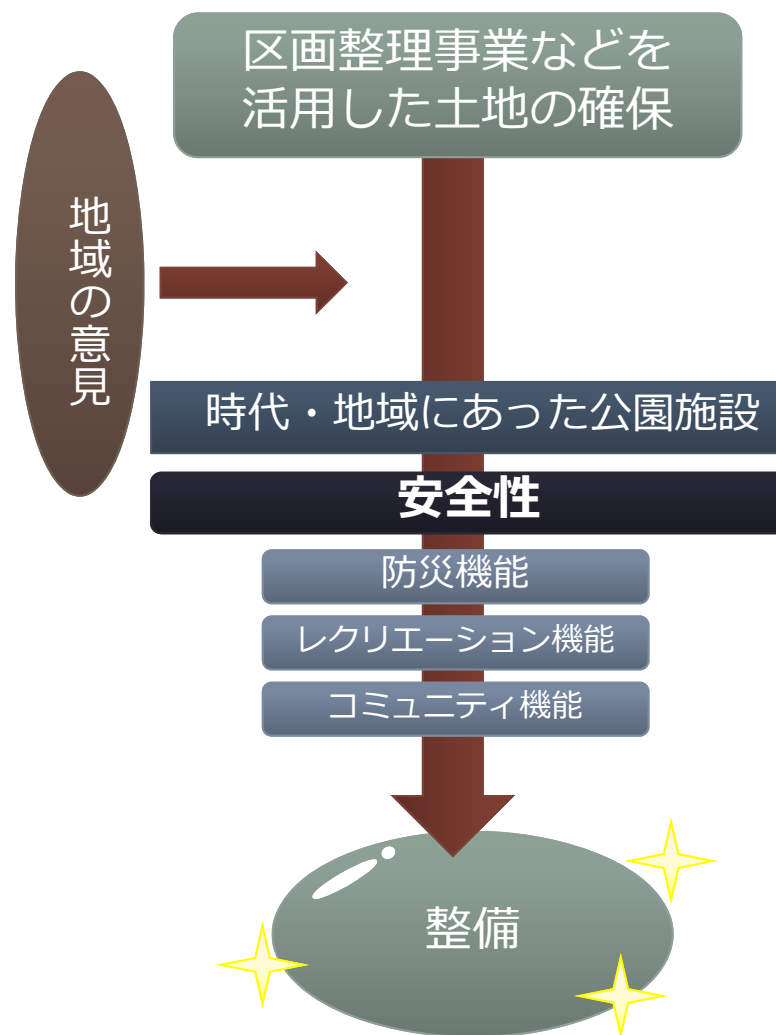 区画整理事業などを
活用した土地の確保
地域の意見
時代・地域にあった公園施設
安全性
防災機能
レクリエーション機能
コミュニティ機能
整備